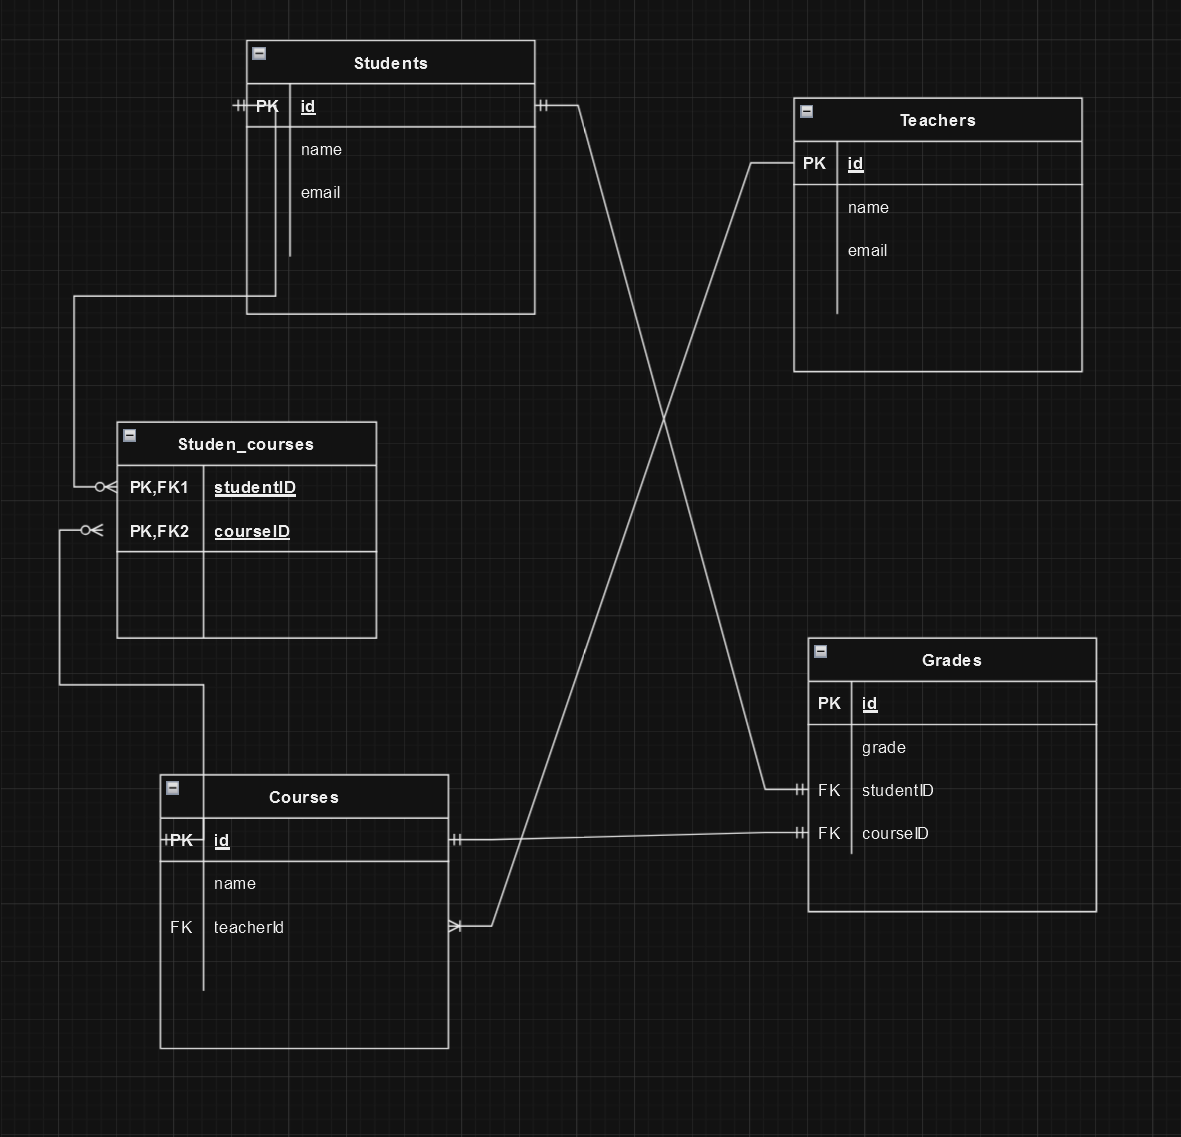 Students
PK id
name
email
Teachers
PK id
name
email
Studen_courses
PK,FK1 studentID
PK,FK2 courseID
Grades
PK id
grade
FK studentID
FK courseID
Courses
PK id
name
FK teacherId